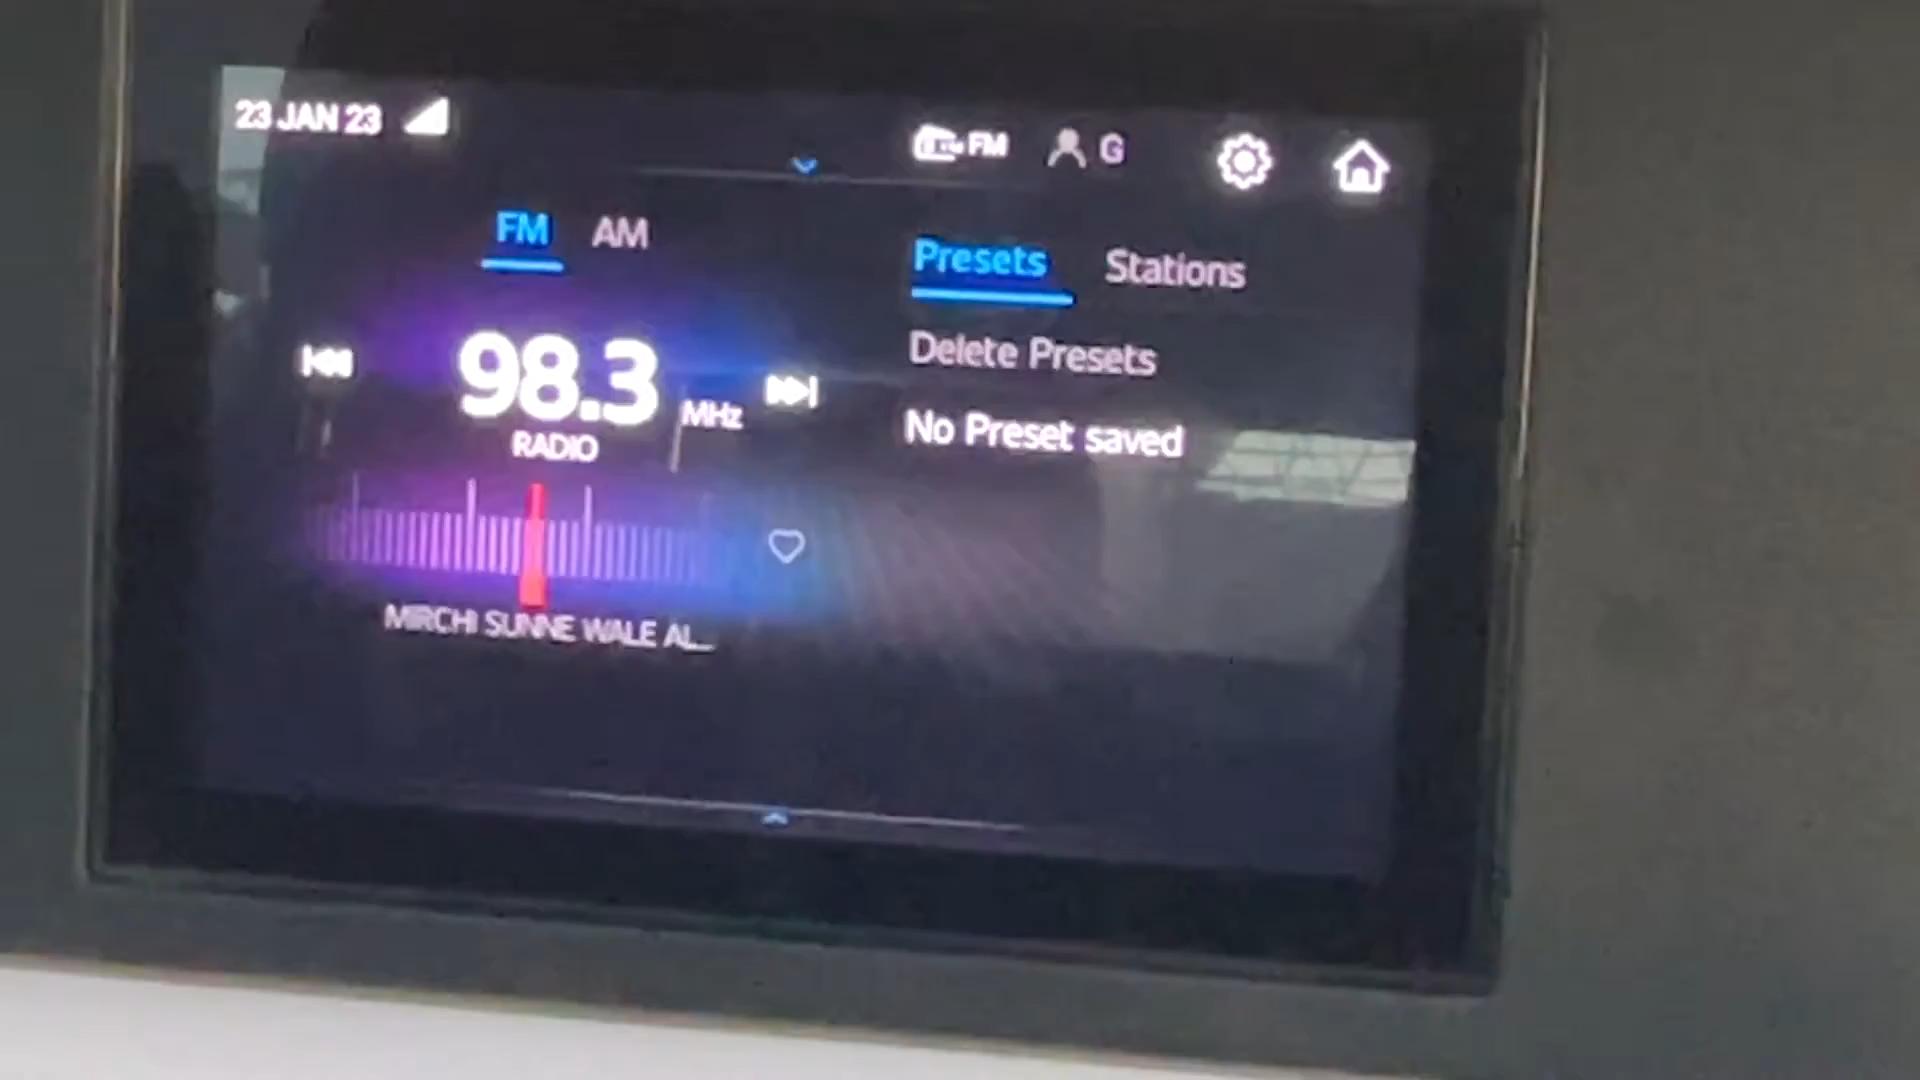 23 JAN 23
FM
G
FM AM
Presets Stations
98.3 MHz
RADIO
Delete Presets
No Preset saved
MIRCHI SUNNE WALE AL...